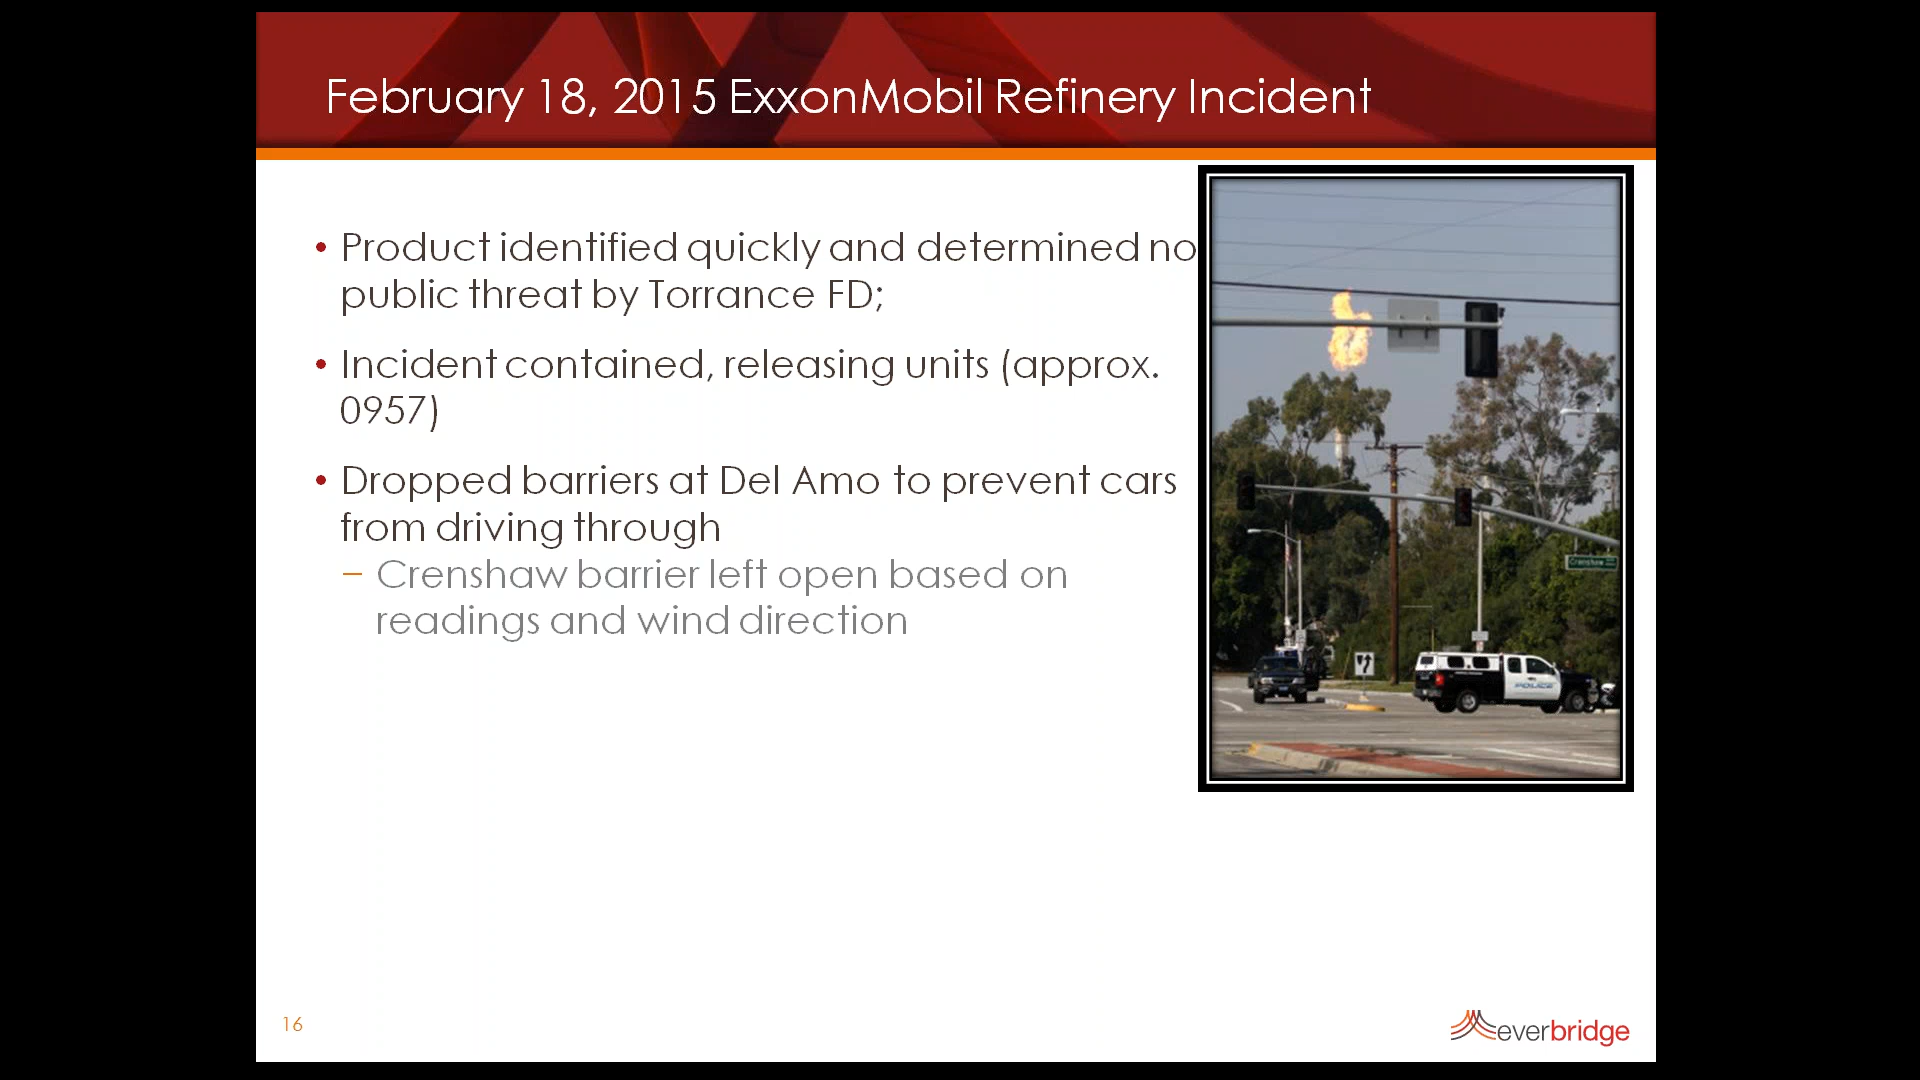 February 18, 2015 ExxonMobil Refinery Incident
• Product identified quickly and determined no
public threat by Torrance FD;
• Incident contained, releasing units (approx.
0957)
• Dropped barriers at Del Amo to prevent cars
from driving through
– Crenshaw barrier left open based on
readings and wind direction
Crenshaw
POLICE
16
everbridge